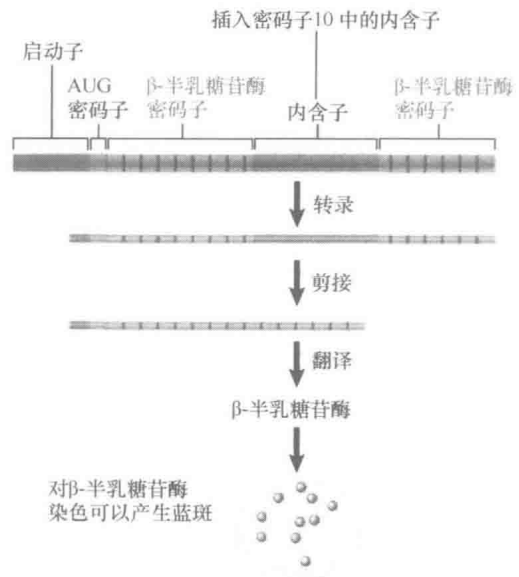 插入密码子10 中的内含子
启动子
AUG
密码子
β-半乳糖苷酶
密码子
内含子
β-半乳糖苷酶
密码子
转录
剪接
翻译
β-半乳糖苷酶
对β-半乳糖苷酶
染色可以产生蓝斑